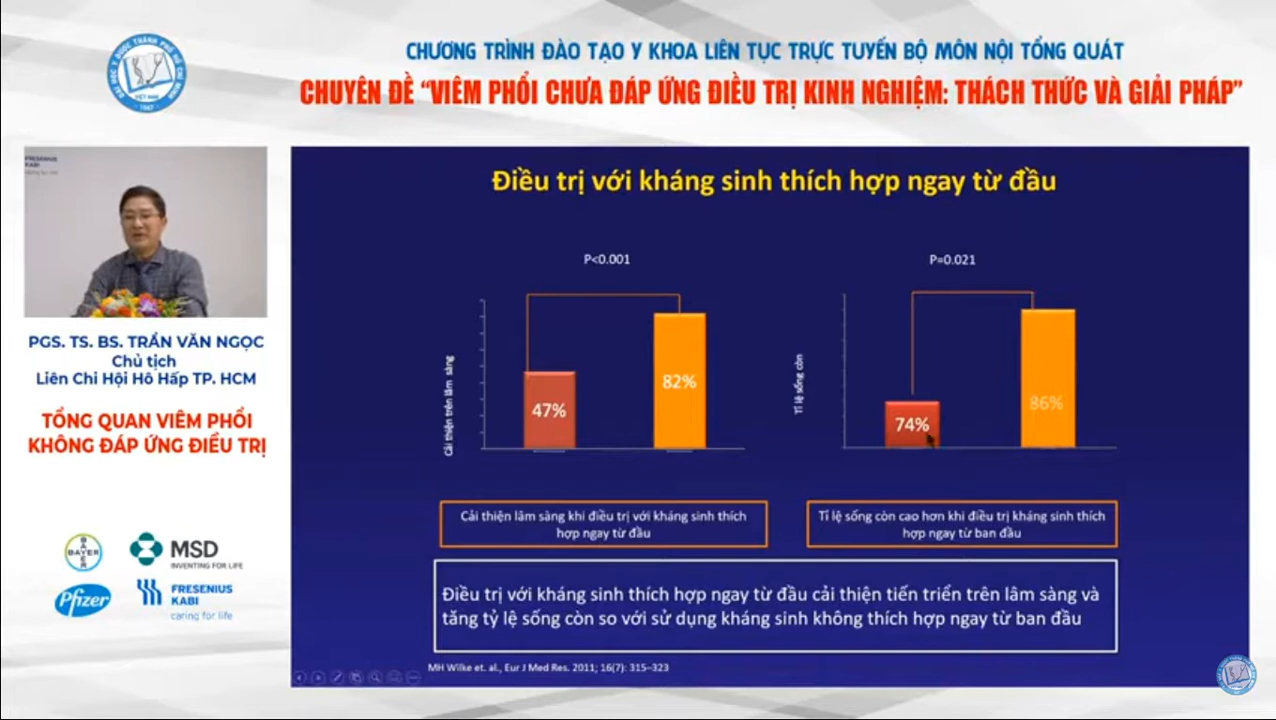 CHƯƠNG TRÌNH ĐÀO TẠO Y KHOA LIÊN TỤC TRỰC TUYẾN BỘ MÔN NỘI TỔNG QUÁT
CHUYÊN ĐỀ “VIÊM PHỔI CHƯA ĐÁP ỨNG ĐIỀU TRỊ KINH NGHIỆM: THÁCH THỨC VÀ GIẢI PHÁP”
FRESENIUS
KABI
PGS. TS. BS. TRẦN VĂN NGỌC
Chủ tịch
Liên Chi Hội Hô Hấp TP. HCM
TỔNG QUAN VIÊM PHỔI
KHÔNG ĐÁP ỨNG ĐIỀU TRỊ
BAYER
MSD
INVENTING FOR LIFE
Pfizer
FRESENIUS
KABI
caring for life
Điều trị với kháng sinh thích hợp ngay từ đầu
P<0.001
Cải thiện trên lâm sàng
47%
82%
P=0.021
Tỉ lệ sống còn
74%
86%
Cải thiện lâm sàng khi điều trị với kháng sinh thích
hợp ngay từ đầu
Tỉ lệ sống còn cao hơn khi điều trị kháng sinh thích
hợp ngay từ ban đầu
Điều trị với kháng sinh thích hợp ngay từ đầu cải thiện tiến triển trên lâm sàng và
tăng tỷ lệ sống còn so với sử dụng kháng sinh không thích hợp ngay từ ban đầu
MH Wilke et. al., Eur J Med Res. 2011; 16(7): 315–323